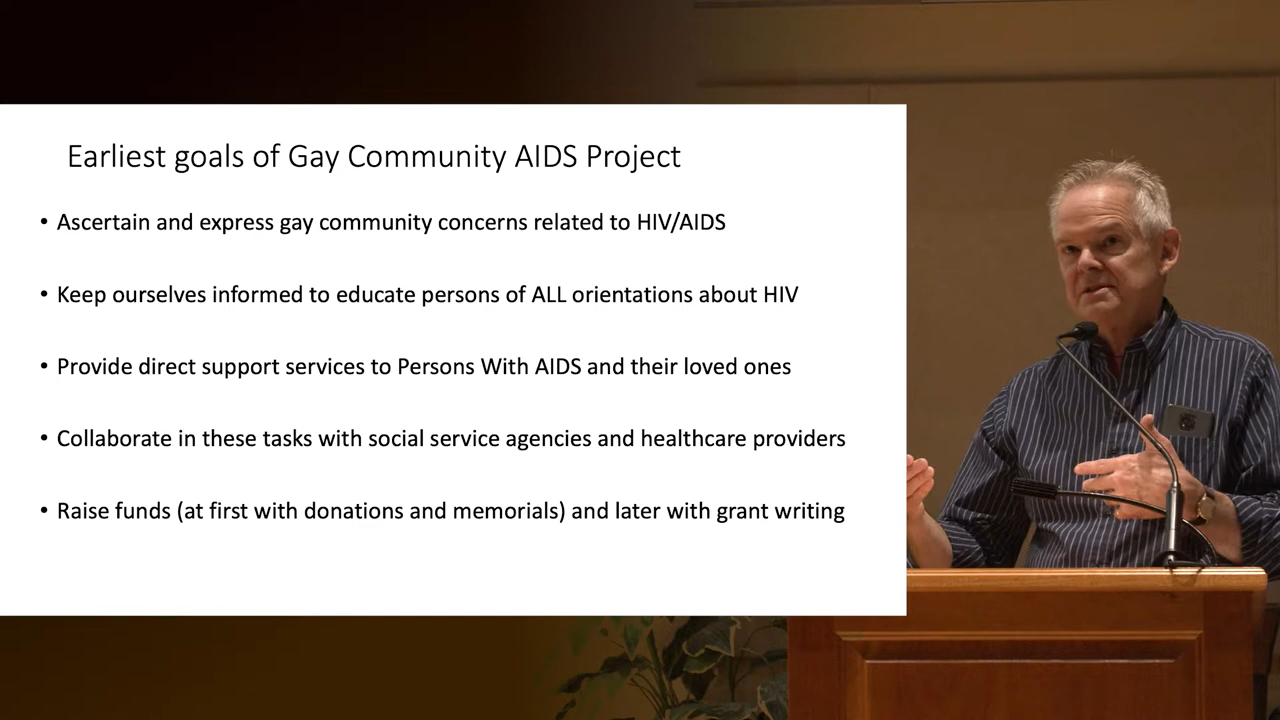 Earliest goals of Gay Community AIDS Project
• Ascertain and express gay community concerns related to HIV/AIDS
• Keep ourselves informed to educate persons of ALL orientations about HIV
• Provide direct support services to Persons With AIDS and their loved ones
• Collaborate in these tasks with social service agencies and healthcare providers
• Raise funds (at first with donations and memorials) and later with grant writing